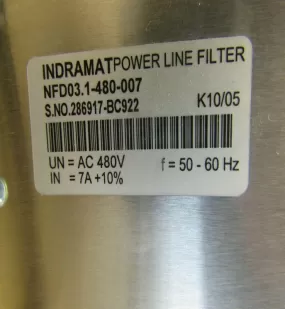 INDRAMAT POWER LINE FILTER
NFD03.1-480-007
S.NO.286917-BC922 K10/05
UN = AC 480V f = 50 - 60 Hz
IN = 7A +10%